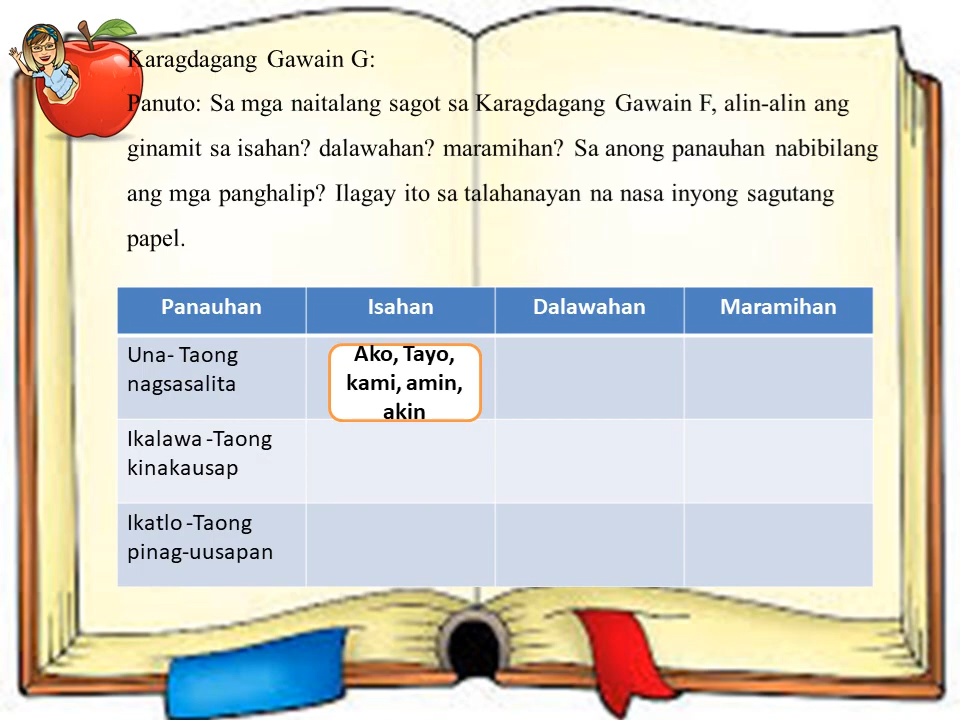 Karagdagang Gawain G:
Panuto: Sa mga naitalang sagot sa Karagdagang Gawain F, alin-alin ang
ginamit sa isahan? dalawahan? maramihan? Sa anong panauhan nabibilang
ang mga panghalip? Ilagay ito sa talahanayan na nasa inyong sagutang
papel.
Panauhan Isahan Dalawahan Maramihan
Una- Taong
nagsasalita
Ako, Tayo,
kami, amin,
akin
Ikalawa -Taong
kinakausap
Ikatlo -Taong
pinag-uusapan